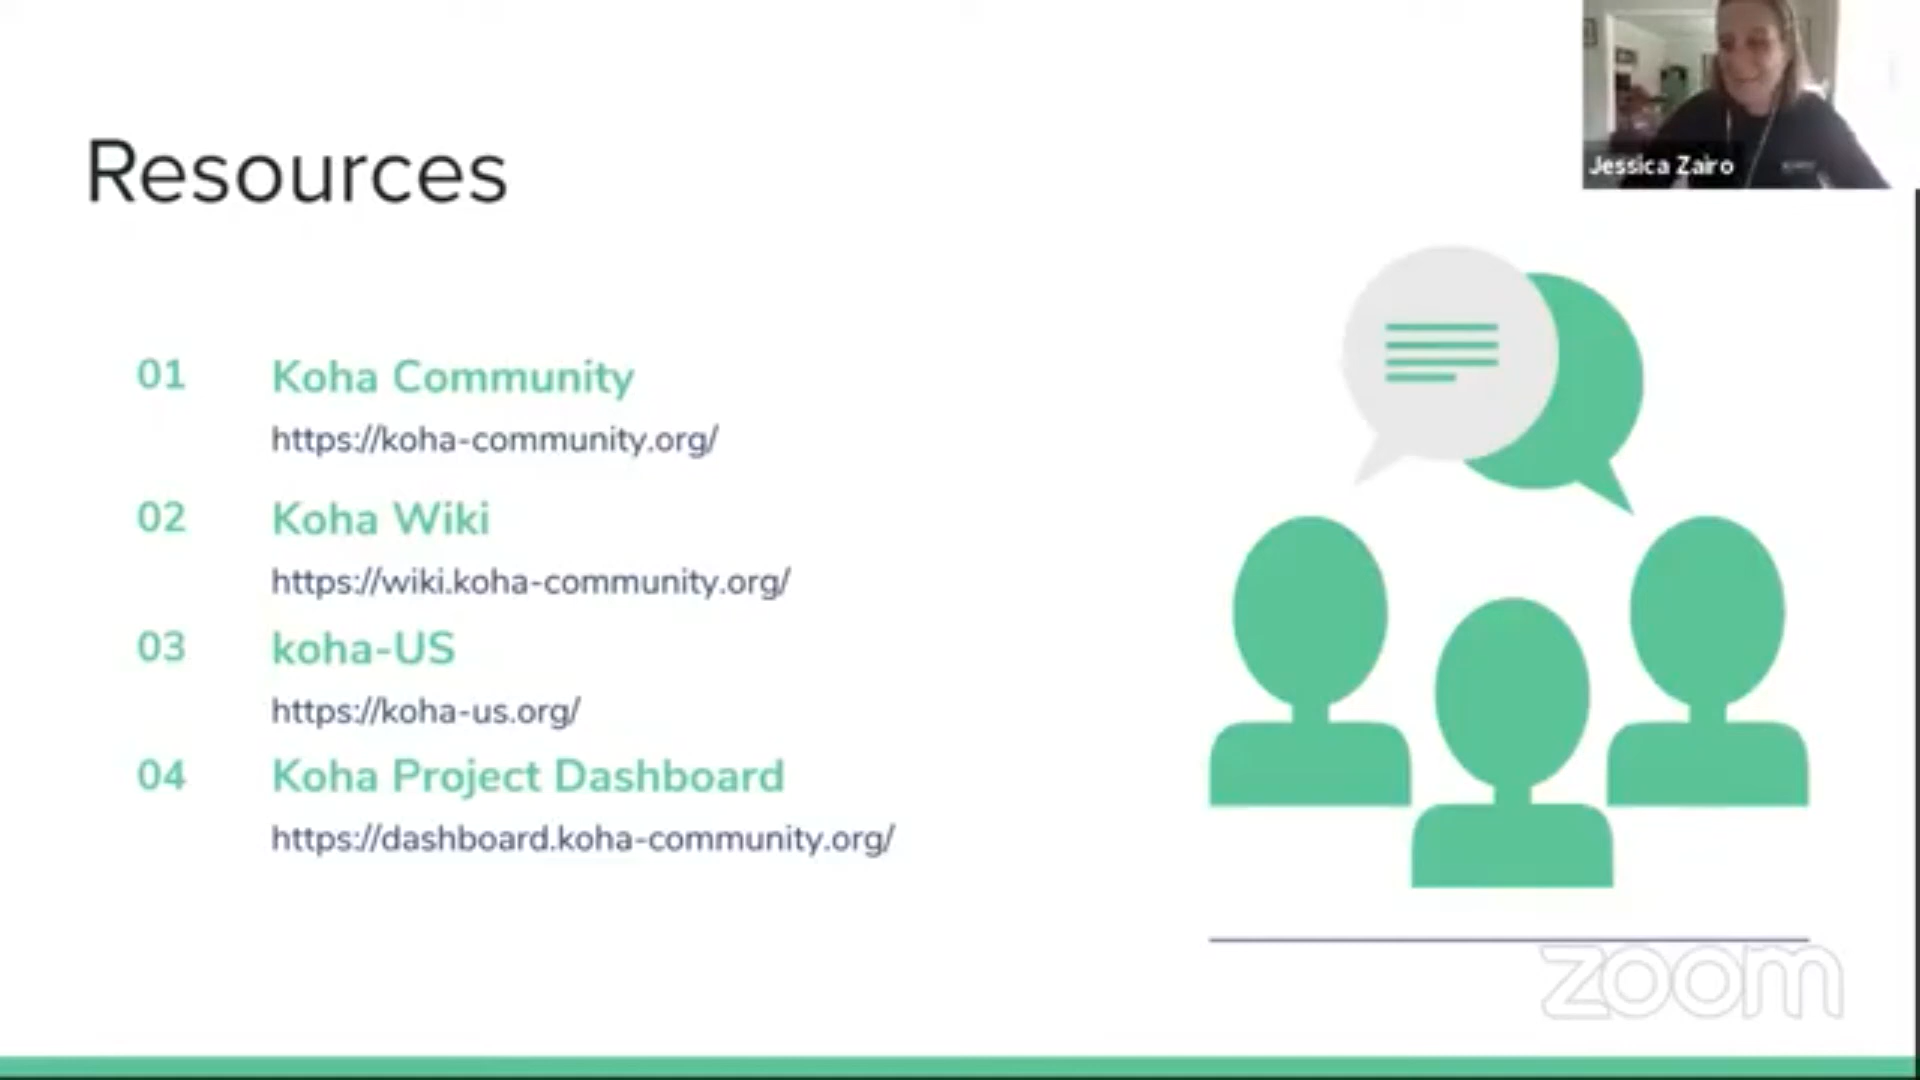 Jessica Zairo
Resources
01 Koha Community
https://koha-community.org/
02 Koha Wiki
https://wiki.koha-community.org/
03 koha-US
https://koha-us.org/
04 Koha Project Dashboard
https://dashboard.koha-community.org/
zoom